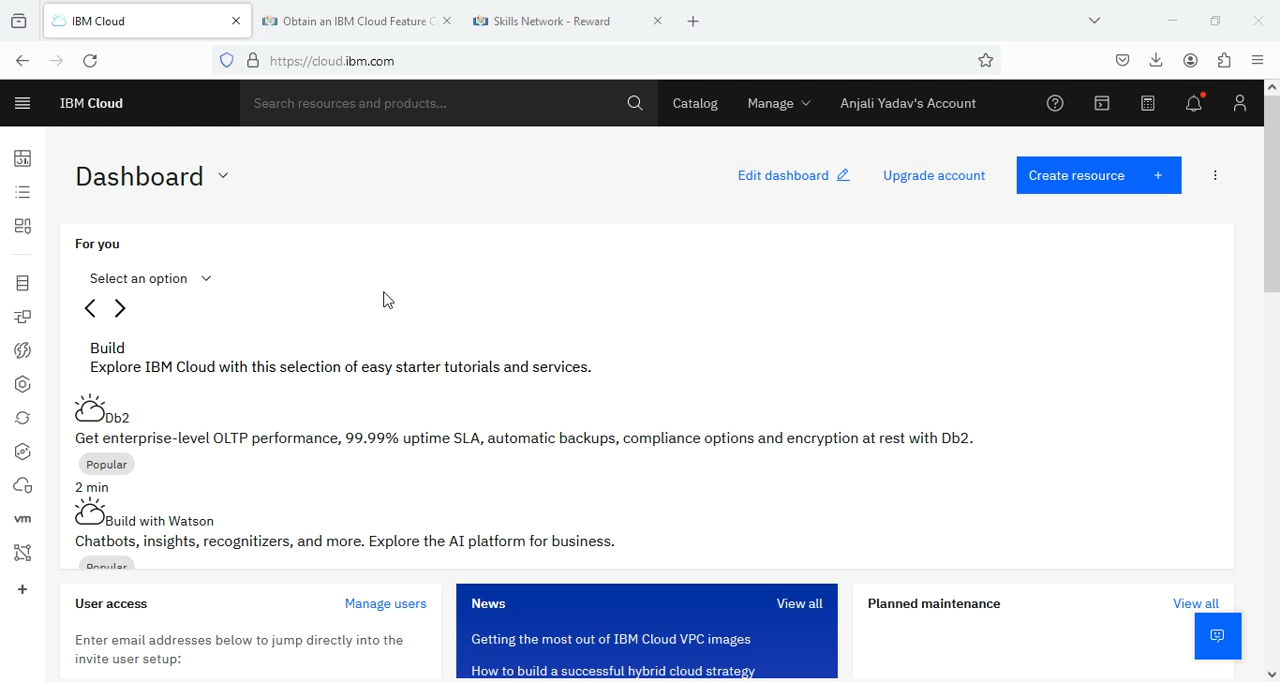 IBM Cloud
Obtain an IBM Cloud Feature C
Skills Network - Reward
https://cloud.ibm.com
IBM Cloud
Search resources and products...
Catalog
Manage
Anjali Yadav's Account
Dashboard
Edit dashboard
Upgrade account
Create resource +
For you
Select an option
Build
Explore IBM Cloud with this selection of easy starter tutorials and services.
Db2
Get enterprise-level OLTP performance, 99.99% uptime SLA, automatic backups, compliance options and encryption at rest with Db2.
Popular
2 min
Build with Watson
Chatbots, insights, recognitizers, and more. Explore the AI platform for business.
Popular
vm
User access
Manage users
Enter email addresses below to jump directly into the
invite user setup:
News
View all
Getting the most out of IBM Cloud VPC images
How to build a successful hybrid cloud strategy
Planned maintenance
View all